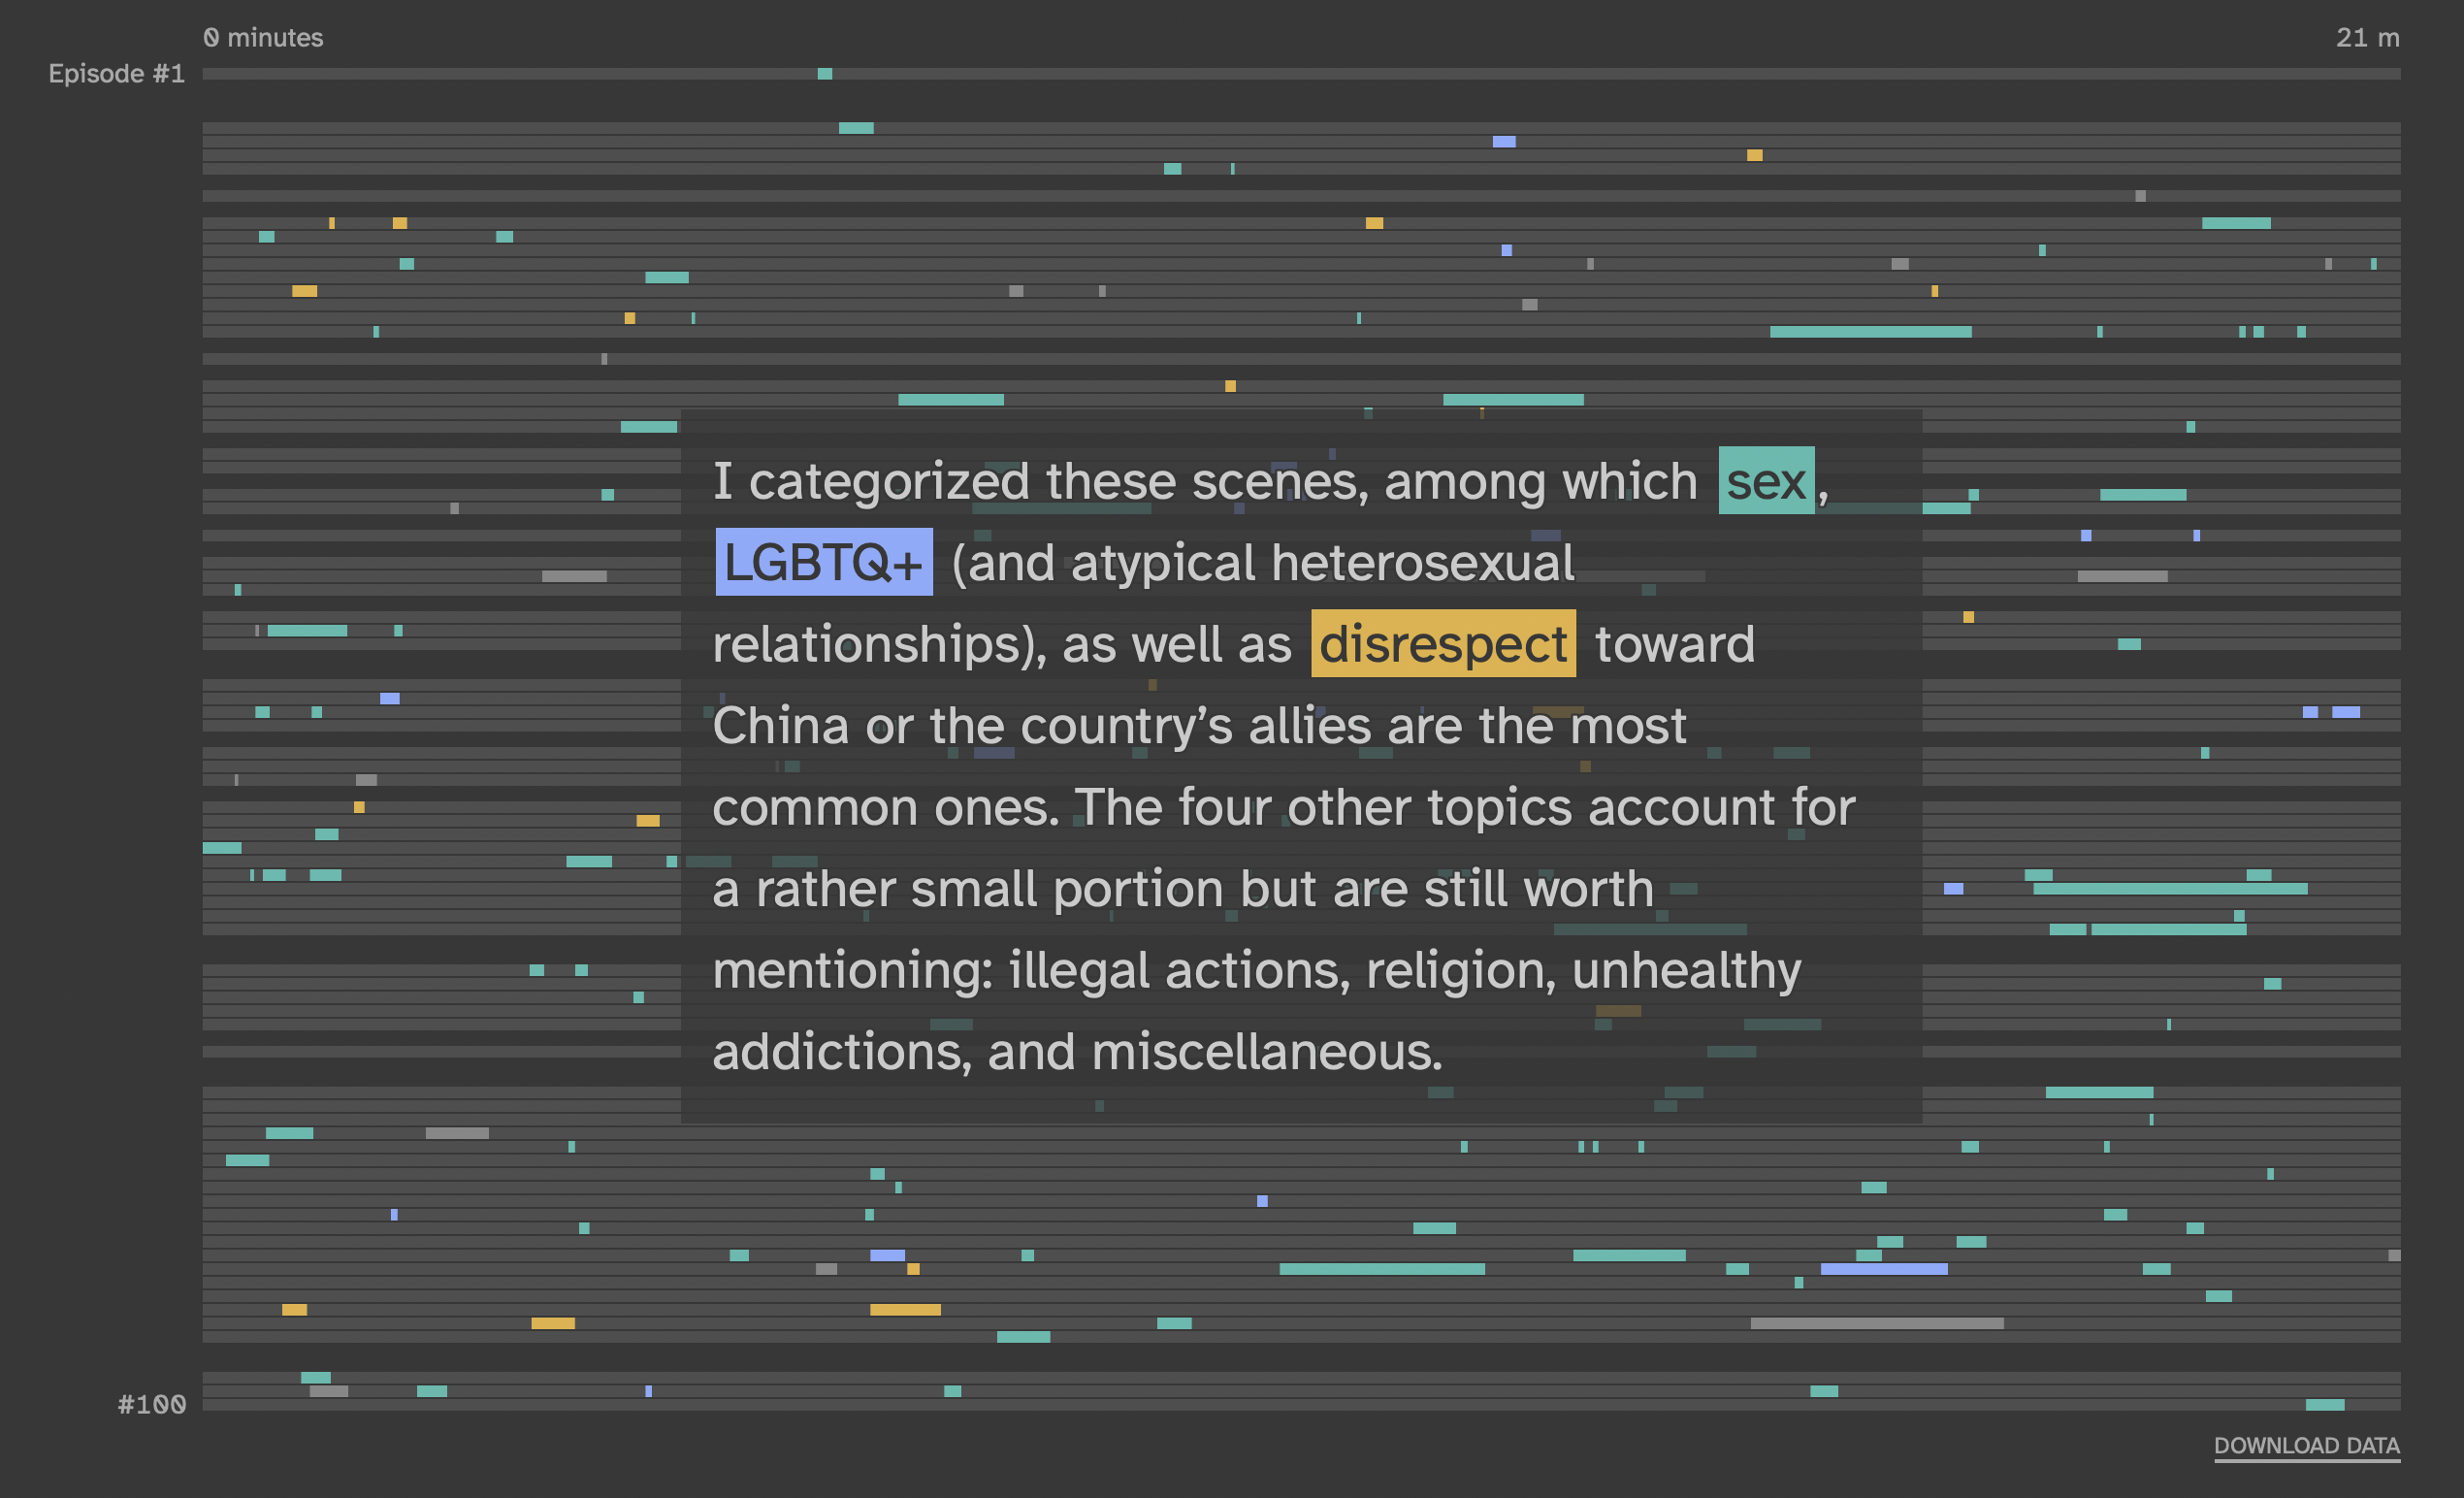 0 minutes
21 m
Episode #1
I categorized these scenes, among which sex,
LGBTQ+ (and atypical heterosexual
relationships), as well as disrespect toward
China or the country’s allies are the most
common ones. The four other topics account for
a rather small portion but are still worth
mentioning: illegal actions, religion, unhealthy
addictions, and miscellaneous.
#100
DOWNLOAD DATA